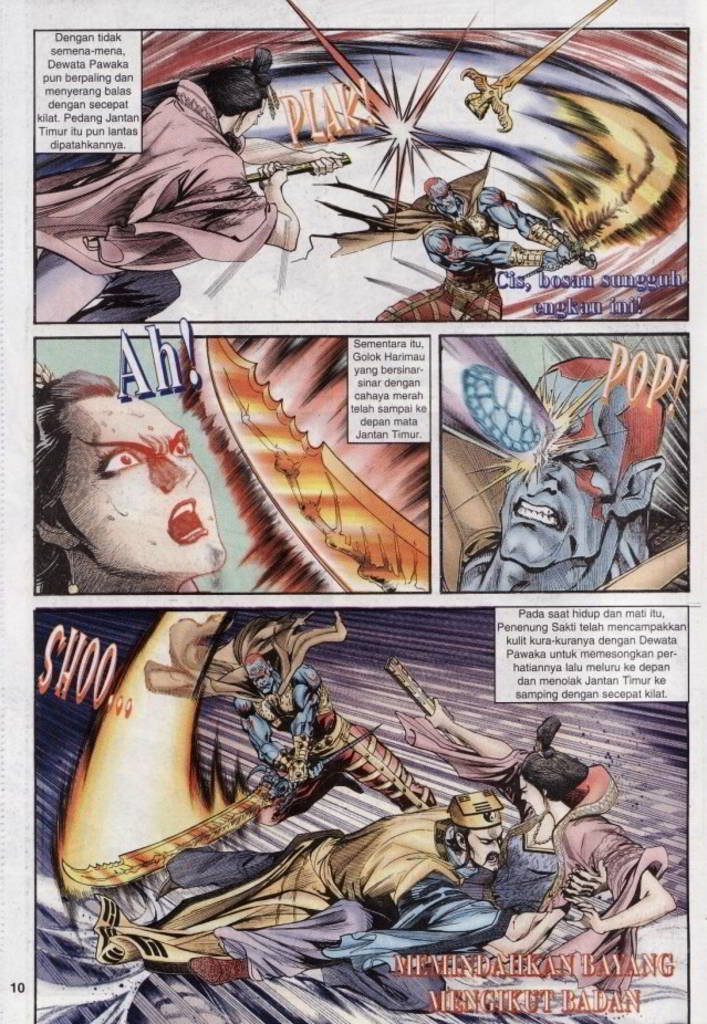 Dengan tidak
semena-mena,
Dewata Pawaka
pun berpaling dan
menyerang balas
dengan secepat
kilat. Pedang Jantan
Timur itu pun lantas
dipatahkannya.
PLAK!
Cis, bosan sungguh
engkau ini!
Ah!
Sementara itu,
Golok Harimau
yang bersinar-
sinar dengan
cahaya merah
telah sampai ke
depan mata
Jantan Timur.
POP!
SHOO...
Pada saat hidup dan mati itu,
Penenung Sakti telah mencampakkan
kulit kura-kuranya dengan Dewata
Pawaka untuk memesongkan per-
hatiannya lalu meluru ke depan
dan menolak Jantan Timur ke
samping dengan secepat kilat.
MEMINDAHKAN BAYANG
MENGIKUT BADAN
10